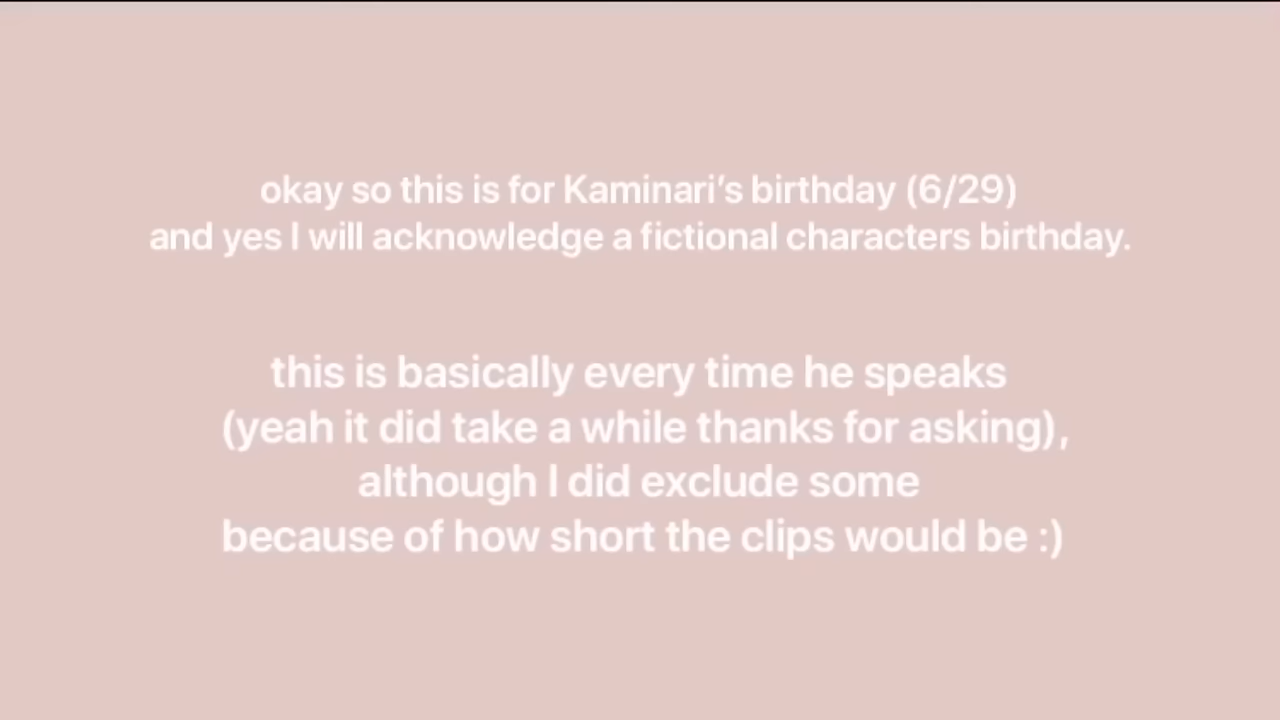 okay so this is for Kaminari’s birthday (6/29)
and yes I will acknowledge a fictional characters birthday.
this is basically every time he speaks
(yeah it did take a while thanks for asking),
although I did exclude some
because of how short the clips would be :)